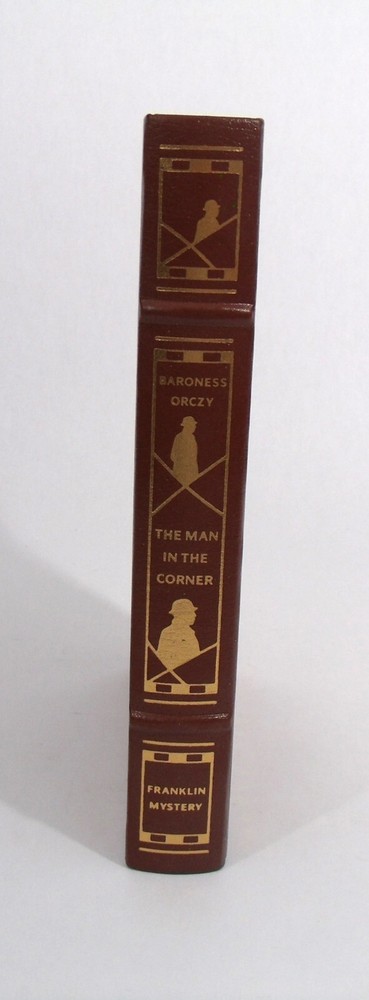 BARONESS
ORCZY
THE MAN
IN THE
CORNER
FRANKLIN
MYSTERY